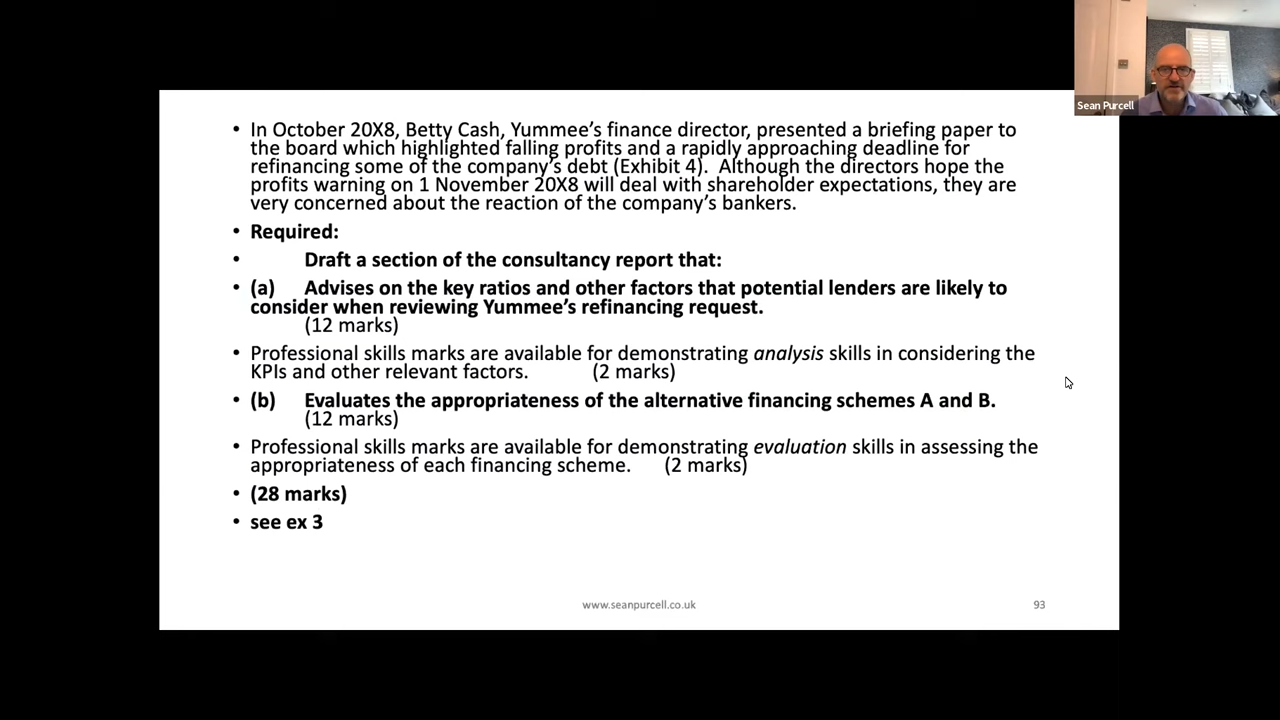 Sean Purcell
• In October 20X8, Betty Cash, Yummee's finance director, presented a briefing paper to
the board which highlighted falling profits and a rapidly approaching deadline for
refinancing some of the company's debt (Exhibit 4). Although the directors hope the
profits warning on 1 November 20X8 will deal with shareholder expectations, they are
very concerned about the reaction of the company's bankers.
• Required:
• Draft a section of the consultancy report that:
• (a) Advises on the key ratios and other factors that potential lenders are likely to
consider when reviewing Yummee's refinancing request.
(12 marks)
• Professional skills marks are available for demonstrating analysis skills in considering the
KPIs and other relevant factors. (2 marks)
• (b) Evaluates the appropriateness of the alternative financing schemes A and B.
(12 marks)
• Professional skills marks are available for demonstrating evaluation skills in assessing the
appropriateness of each financing scheme. (2 marks)
• (28 marks)
• see ex 3
www.seanpurcell.co.uk
93